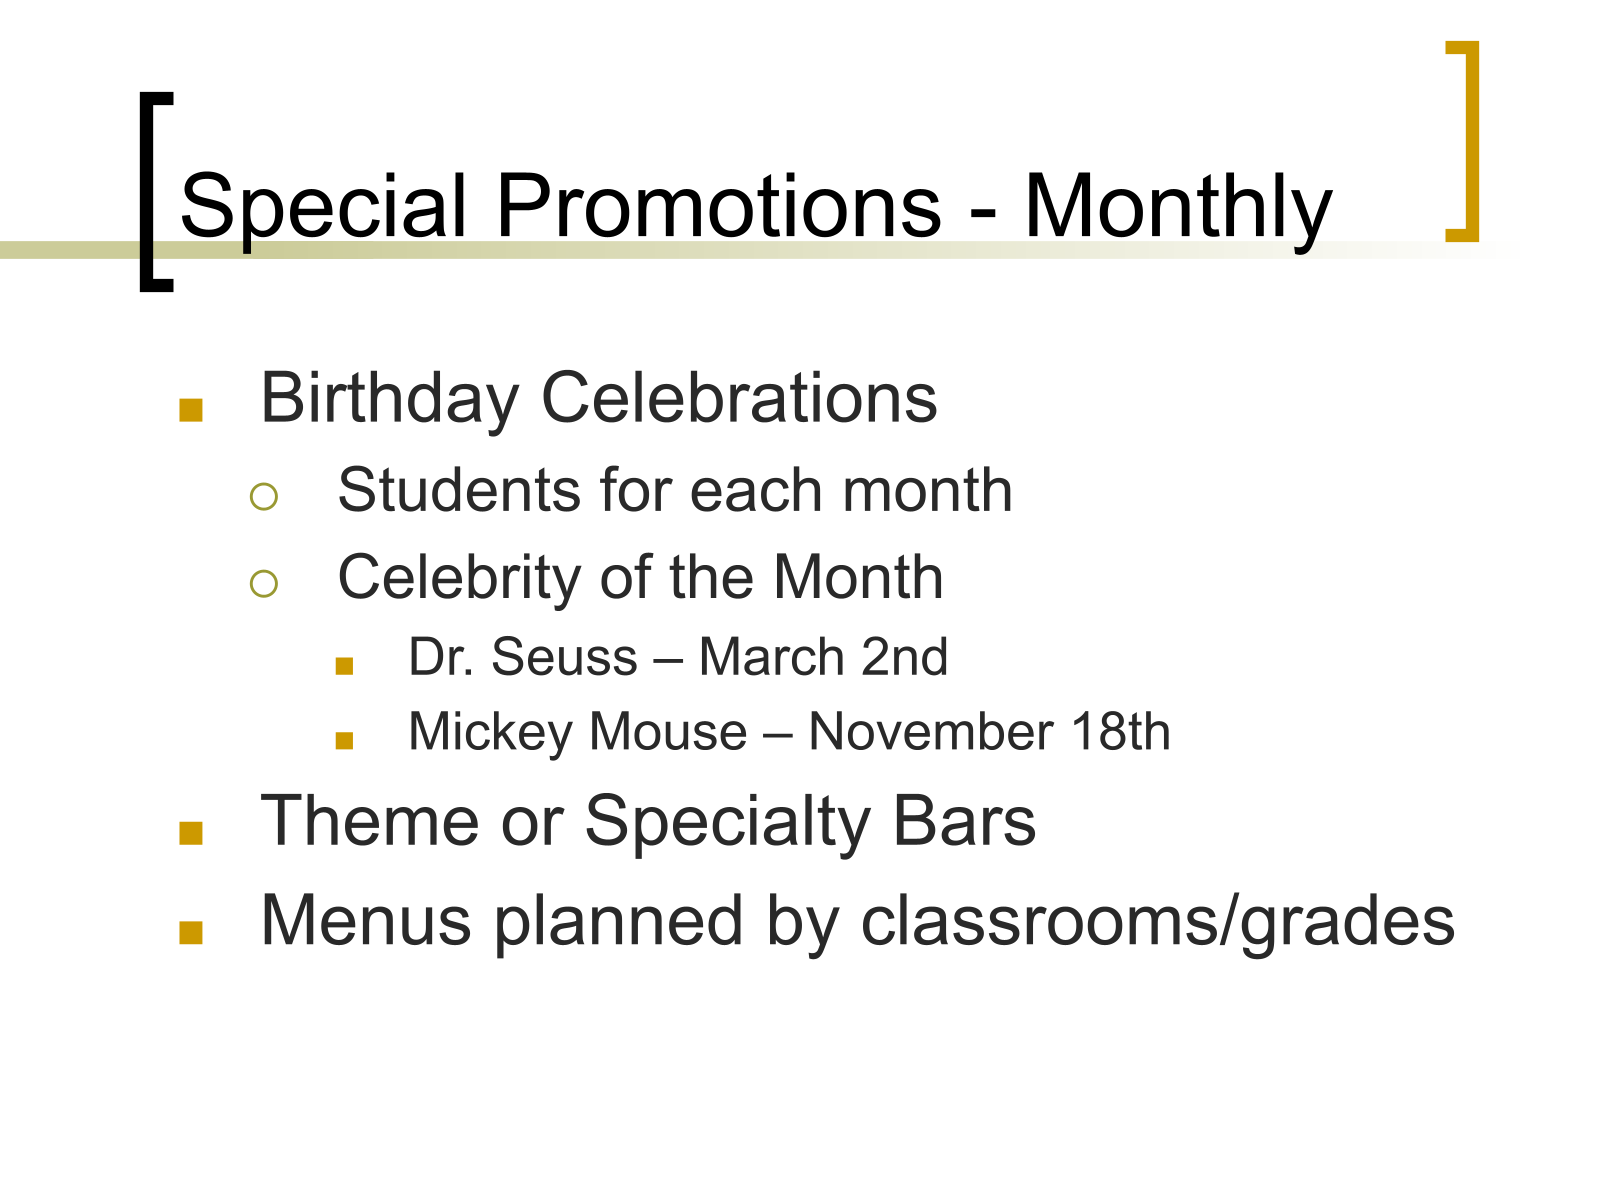 Special Promotions - Monthly
Birthday Celebrations
Students for each month
Celebrity of the Month
Dr. Seuss – March 2nd
Mickey Mouse – November 18th
Theme or Specialty Bars
Menus planned by classrooms/grades